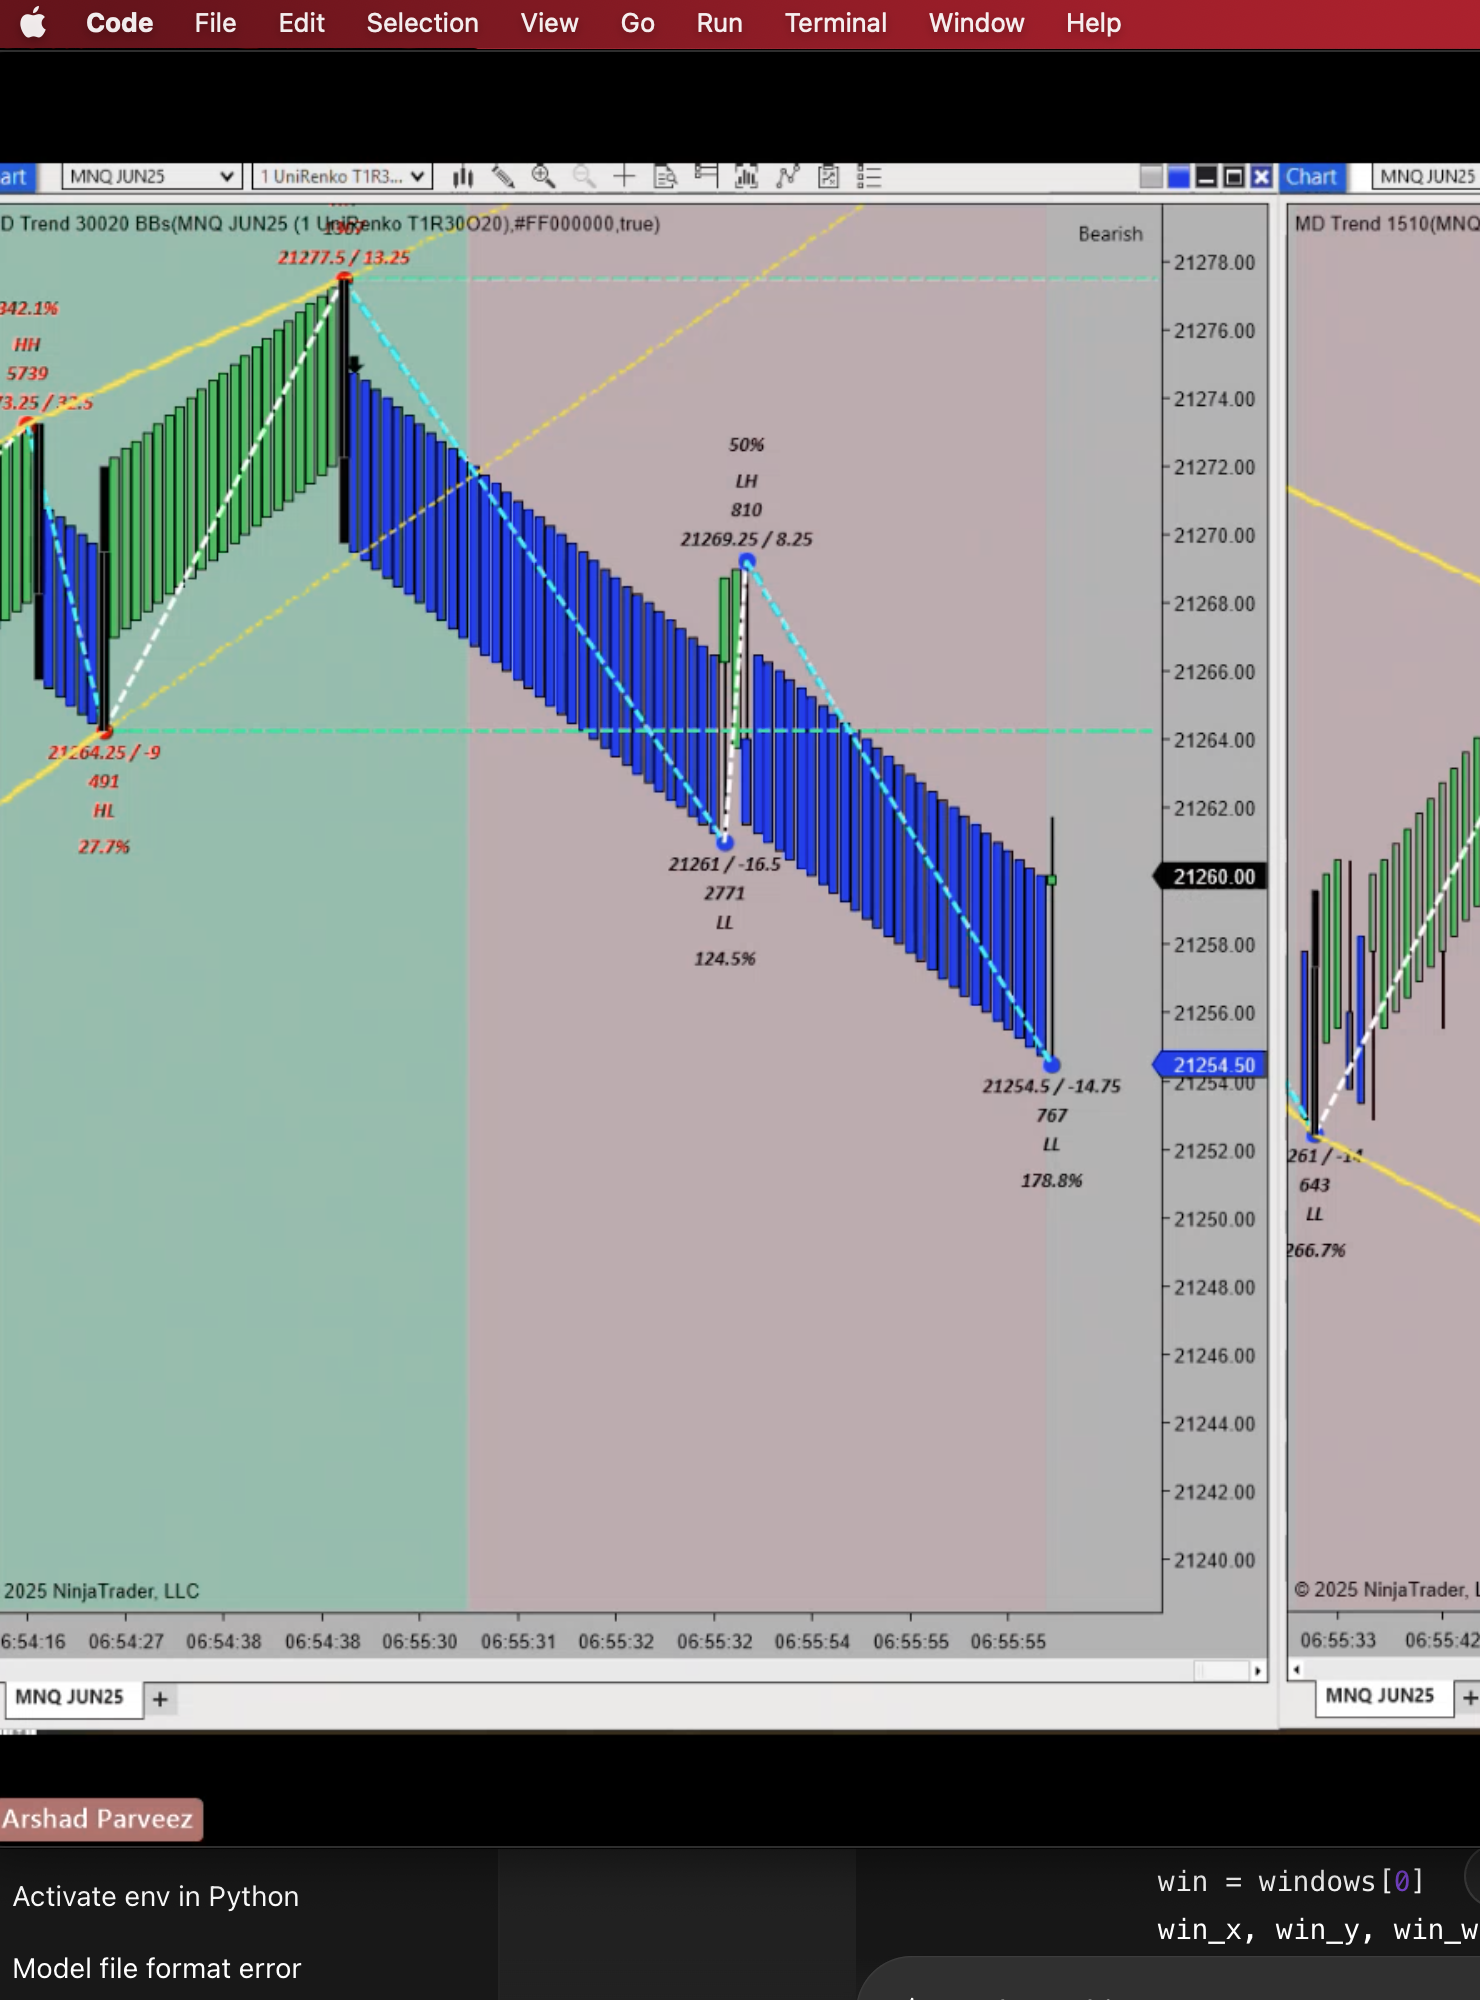 Code File Edit Selection View Go Run Terminal Window Help
art MNQ JUN25 1 UniRenko T1R3... Chart MNQ JUN25
D Trend 30020 BBs(MNQ JUN25 (1 UniRenko T1R30O20),#FF000000,true)
Bearish
21277.5 / 13.25
342.1%
HH
5739
73.25 / 32.5
21264.25 / -9
491
HL
27.7%
50%
LH
810
21269.25 / 8.25
21261 / -16.5
2771
LL
124.5%
21254.5 / -14.75
767
LL
178.8%
21278.00
21276.00
21274.00
21272.00
21270.00
21268.00
21266.00
21264.00
21262.00
21260.00
21258.00
21256.00
21254.50
21254.00
21252.00
21250.00
21248.00
21246.00
21244.00
21242.00
21240.00
2025 NinjaTrader, LLC
6:54:16 06:54:27 06:54:38 06:54:38 06:55:30 06:55:31 06:55:32 06:55:32 06:55:54 06:55:55 06:55:55
MNQ JUN25 +
MD Trend 1510(MNQ
261 / -14
643
LL
266.7%
© 2025 NinjaTrader, L
06:55:33 06:55:42
MNQ JUN25 +
Arshad Parveez
Activate env in Python
Model file format error
win = windows[0]
win_x, win_y, win_w